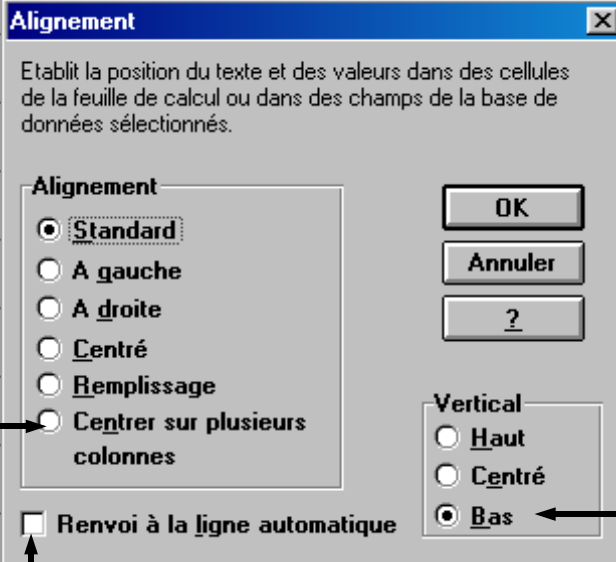 Alignement
Etablit la position du texte et des valeurs dans des cellules
de la feuille de calcul ou dans des champs de la base de
données sélectionnés.
Alignement
Standard
A gauche
A droite
Centré
Remplissage
Centrer sur plusieurs
colonnes
Renvoi à la ligne automatique
OK
Annuler
?
Vertical
Haut
Centré
Bas